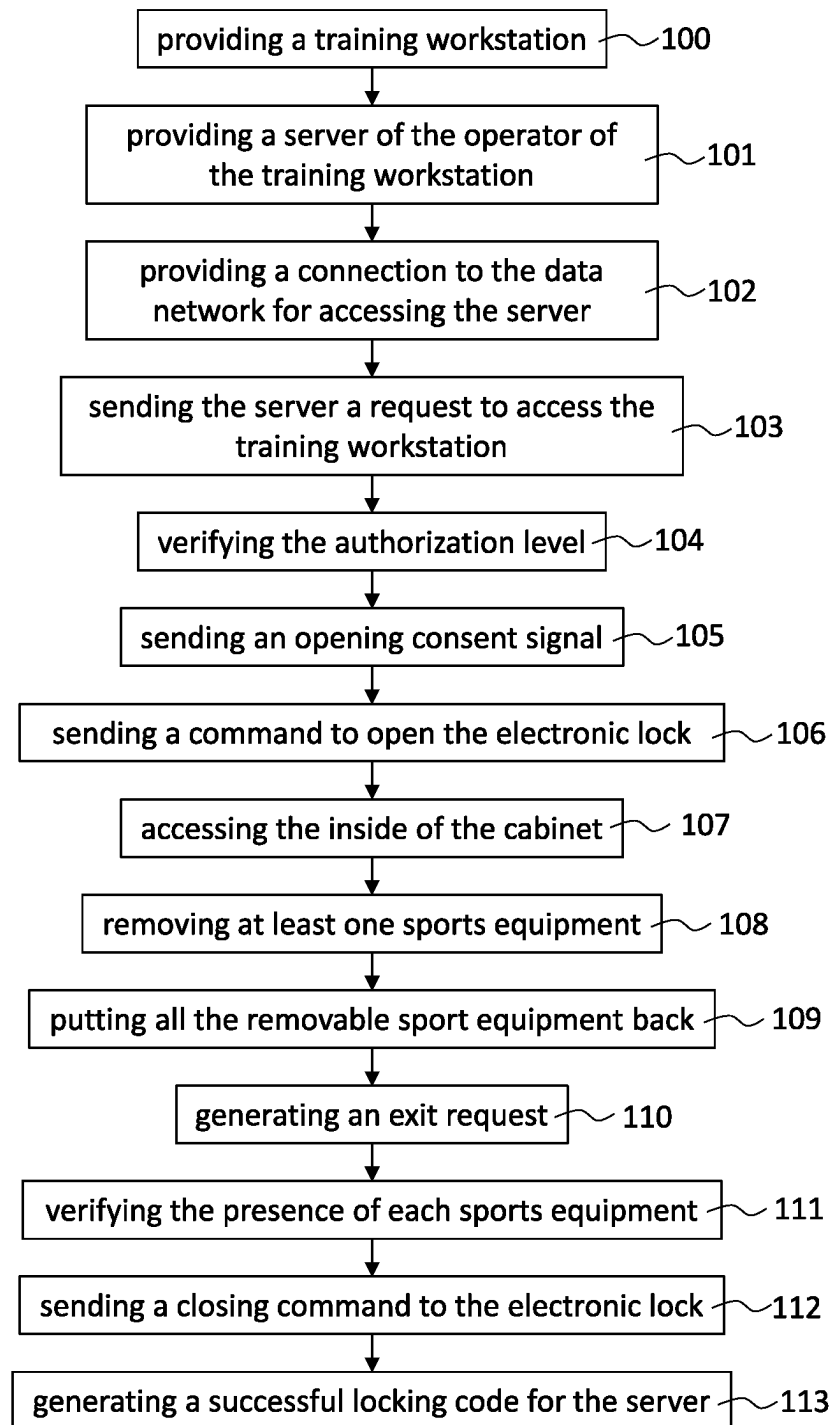 providing a training workstation 100
providing a server of the operator of
the training workstation
101
providing a connection to the data
network for accessing the server
102
sending the server a request to access the
training workstation
103
verifying the authorization level 104
sending an opening consent signal 105
sending a command to open the electronic lock 106
accessing the inside of the cabinet 107
removing at least one sports equipment 108
putting all the removable sport equipment back 109
generating an exit request 110
verifying the presence of each sports equipment 111
sending a closing command to the electronic lock 112
generating a successful locking code for the server 113